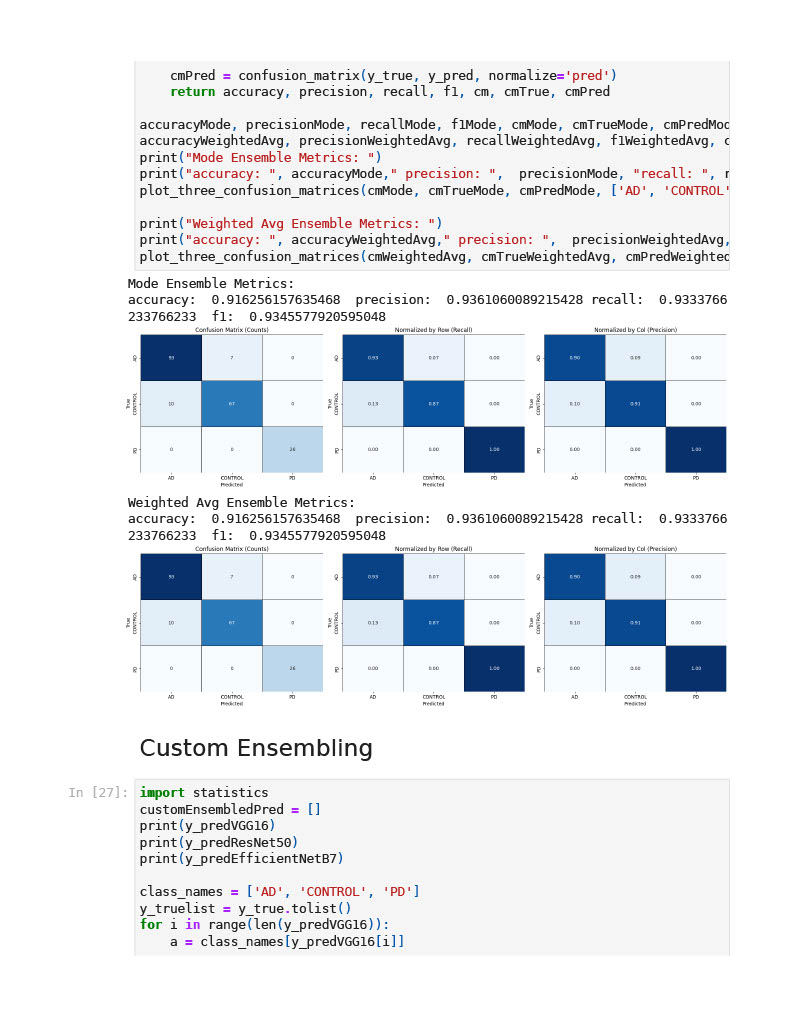 cmPred = confusion_matrix(y_true, y_pred, normalize='pred')
    return accuracy, precision, recall, f1, cm, cmTrue, cmPred

accuracyMode, precisionMode, recallMode, f1Mode, cmMode, cmTrueMode, cmPredMod
accuracyWeightedAvg, precisionWeightedAvg, recallWeightedAvg, f1WeightedAvg, c
print("Mode Ensemble Metrics: ")
print("accuracy: ", accuracyMode," precision: ",  precisionMode, "recall: ", r
plot_three_confusion_matrices(cmMode, cmTrueMode, cmPredMode, ['AD', 'CONTROL'

print("Weighted Avg Ensemble Metrics: ")
print("accuracy: ", accuracyWeightedAvg," precision: ",  precisionWeightedAvg,
plot_three_confusion_matrices(cmWeightedAvg, cmTrueWeightedAvg, cmPredWeighted
Mode Ensemble Metrics:
accuracy:  0.916256157635468  precision:  0.9361060089215428 recall:  0.9333766
233766233  f1:  0.9345577920595048
Confusion Matrix (Counts) Normalized by Row (Recall) Normalized by Col (Precision)
AD 93 7 0 AD 0.93 0.07 0.00 AD 0.90 0.09 0.00
True CONTROL 10 67 0 True CONTROL 0.13 0.87 0.00 True CONTROL 0.10 0.91 0.00
PD 0 0 26 PD 0.00 0.00 1.00 PD 0.00 0.00 1.00
AD CONTROL PD AD CONTROL PD AD CONTROL PD
Predicted Predicted Predicted
Weighted Avg Ensemble Metrics:
accuracy:  0.916256157635468  precision:  0.9361060089215428 recall:  0.9333766
233766233  f1:  0.9345577920595048
Confusion Matrix (Counts) Normalized by Row (Recall) Normalized by Col (Precision)
AD 93 7 0 AD 0.93 0.07 0.00 AD 0.90 0.09 0.00
True CONTROL 10 67 0 True CONTROL 0.13 0.87 0.00 True CONTROL 0.10 0.91 0.00
PD 0 0 26 PD 0.00 0.00 1.00 PD 0.00 0.00 1.00
AD CONTROL PD AD CONTROL PD AD CONTROL PD
Predicted Predicted Predicted
Custom Ensembling
In [27]: import statistics
customEnsembledPred = []
print(y_predVGG16)
print(y_predResNet50)
print(y_predEfficientNetB7)

class_names = ['AD', 'CONTROL', 'PD']
y_truelist = y_true.tolist()
for i in range(len(y_predVGG16)):
    a = class_names[y_predVGG16[i]]